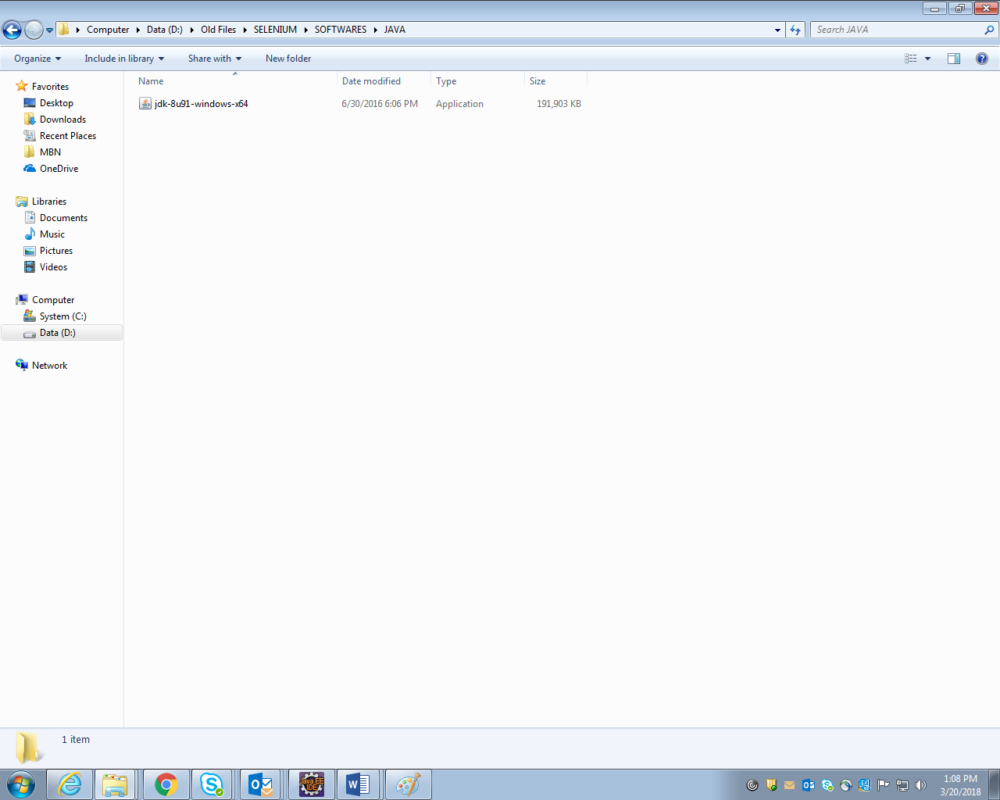 Computer Data (D:) Old Files SELENIUM SOFTWARES JAVA Search JAVA
Organize Include in library Share with New folder
Name Date modified Type Size
jdk-8u91-windows-x64 6/30/2016 6:06 PM Application 191,903 KB
Favorites
Desktop
Downloads
Recent Places
MBN
OneDrive
Libraries
Documents
Music
Pictures
Videos
Computer
System (C:)
Data (D:)
Network
1 item
Java EE
IDE
1:08 PM
3/20/2018